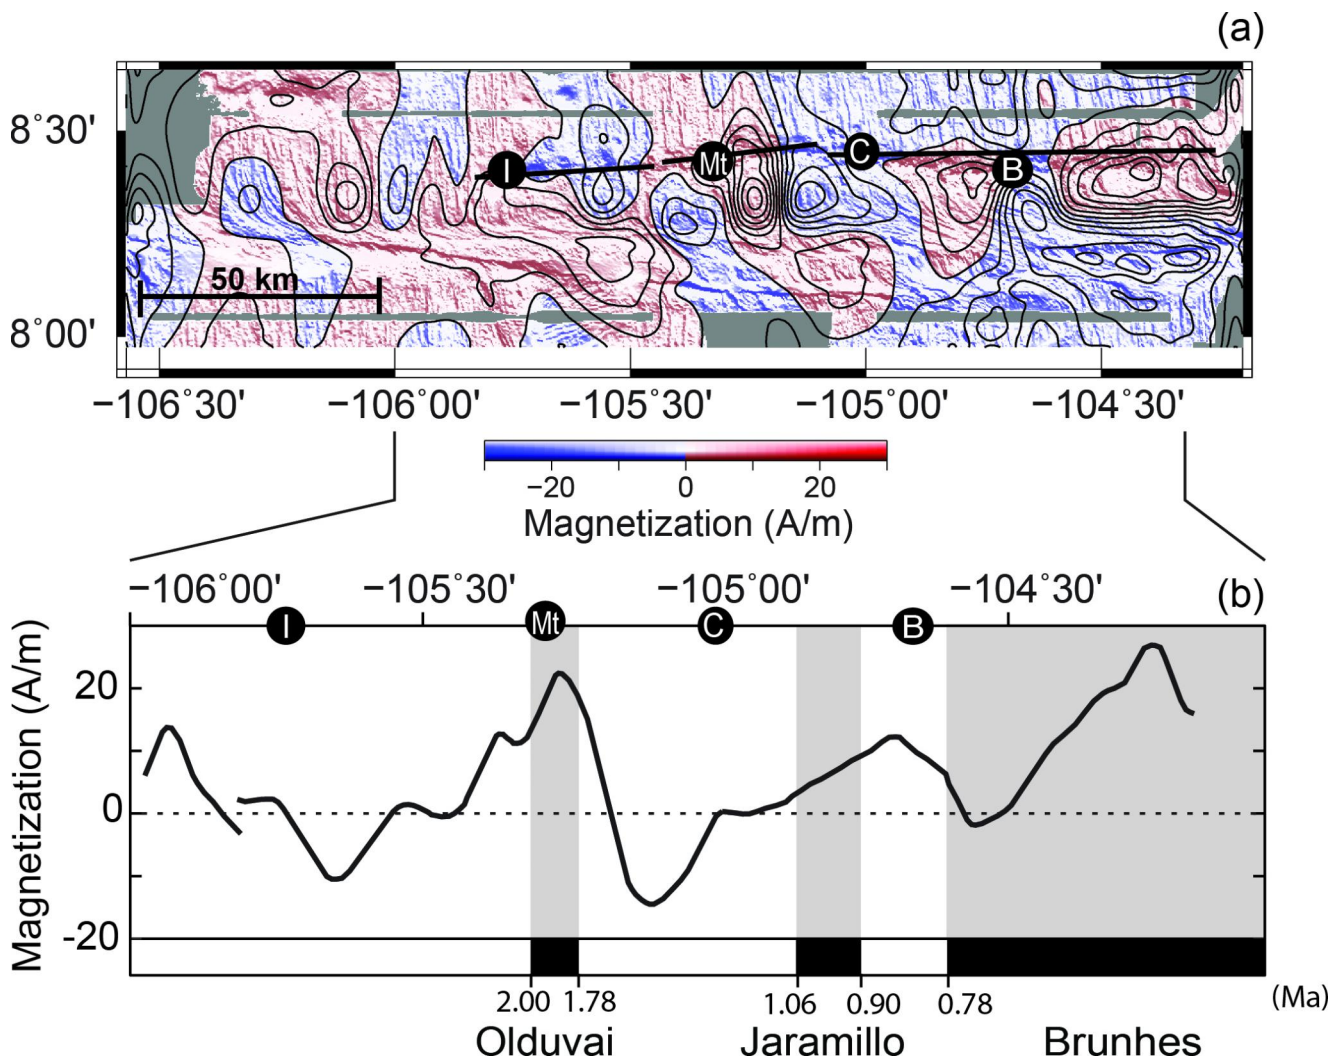 (a)
8°30'
8°00'
I Mt C B
50 km
−106°30' −106°00' −105°30' −105°00' −104°30'
−20 0 20
Magnetization (A/m)
−106°00' −105°30' −105°00' −104°30' (b)
I Mt C B
Magnetization (A/m)
20
0
-20
2.00 1.78 1.06 0.90 0.78 (Ma)
Olduvai Jaramillo Brunhes